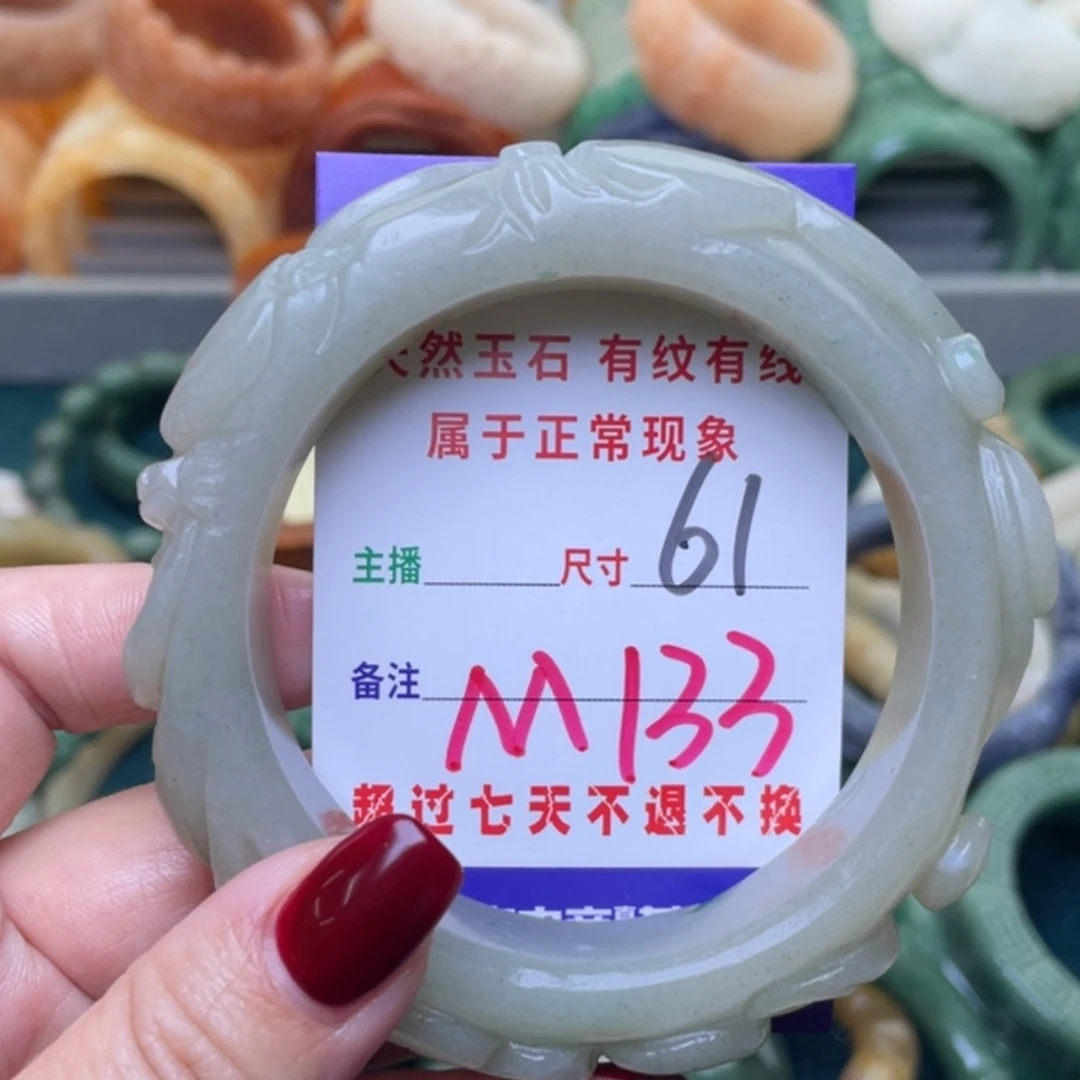 然玉石 有纹有线
属于正常现象
主播 尺寸 61
备注 M133
超过七天不退不换